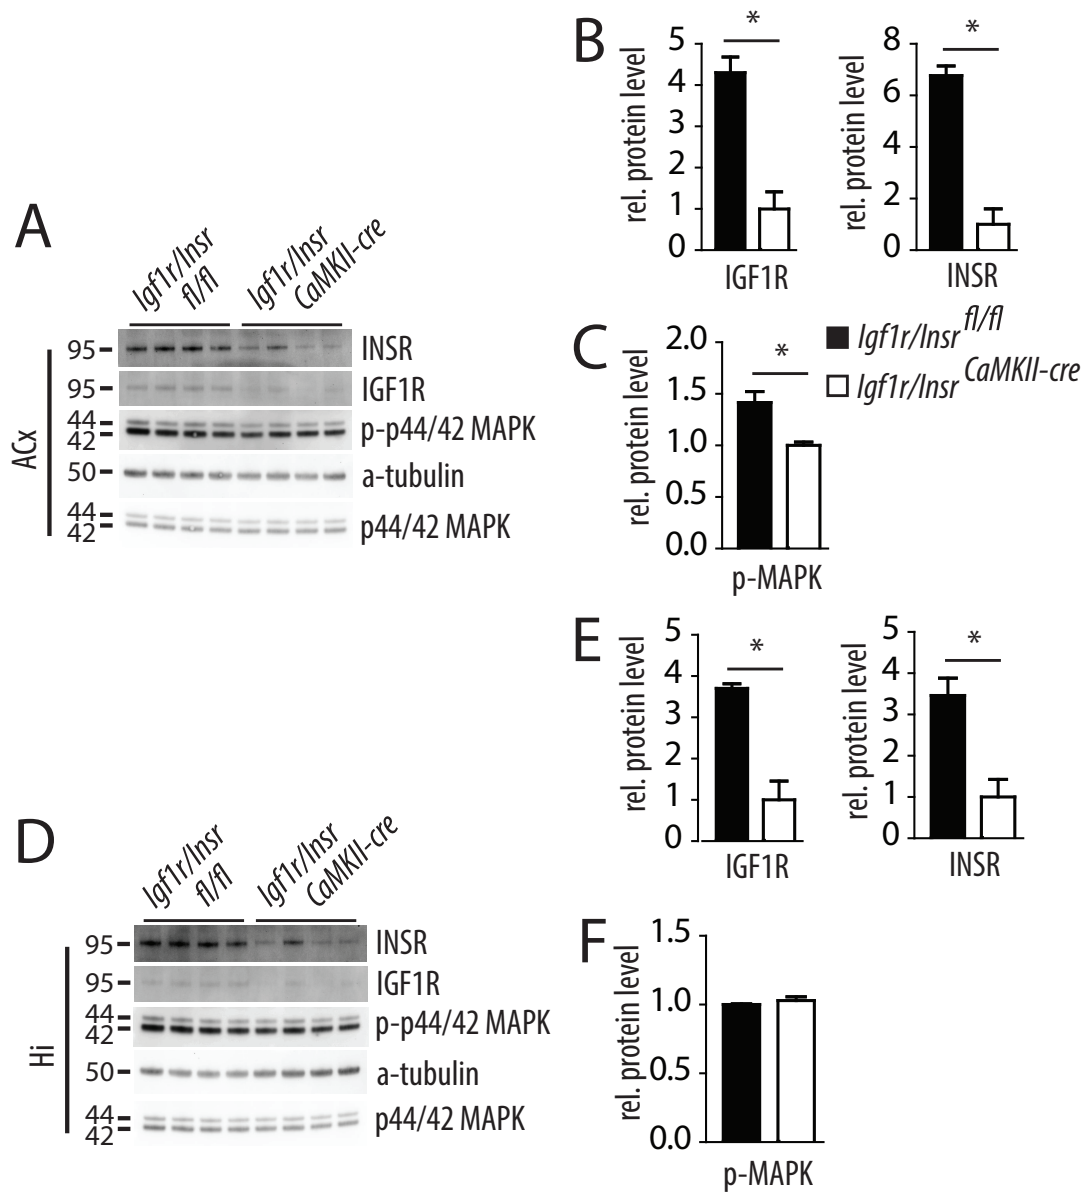 A
Igf1r/Insr
fl/fl
Igf1r/Insr
CaMKII-cre
ACx
95
INSR
95
IGF1R
44
42
p-p44/42 MAPK
50
a-tubulin
44
42
p44/42 MAPK
B
rel. protein level
5
4
3
2
1
0
*
IGF1R
rel. protein level
8
6
4
2
0
*
INSR
C
rel. protein level
2.0
1.5
1.0
0.5
0.0
*
p-MAPK
Igf1r/Insr fl/fl
Igf1r/Insr CaMKII-cre
D
Igf1r/Insr
fl/fl
Igf1r/Insr
CaMKII-cre
Hi
95
INSR
95
IGF1R
44
42
p-p44/42 MAPK
50
a-tubulin
44
42
p44/42 MAPK
E
rel. protein level
5
4
3
2
1
0
*
IGF1R
rel. protein level
5
4
3
2
1
0
*
INSR
F
rel. protein level
1.5
1.0
0.5
0.0
p-MAPK